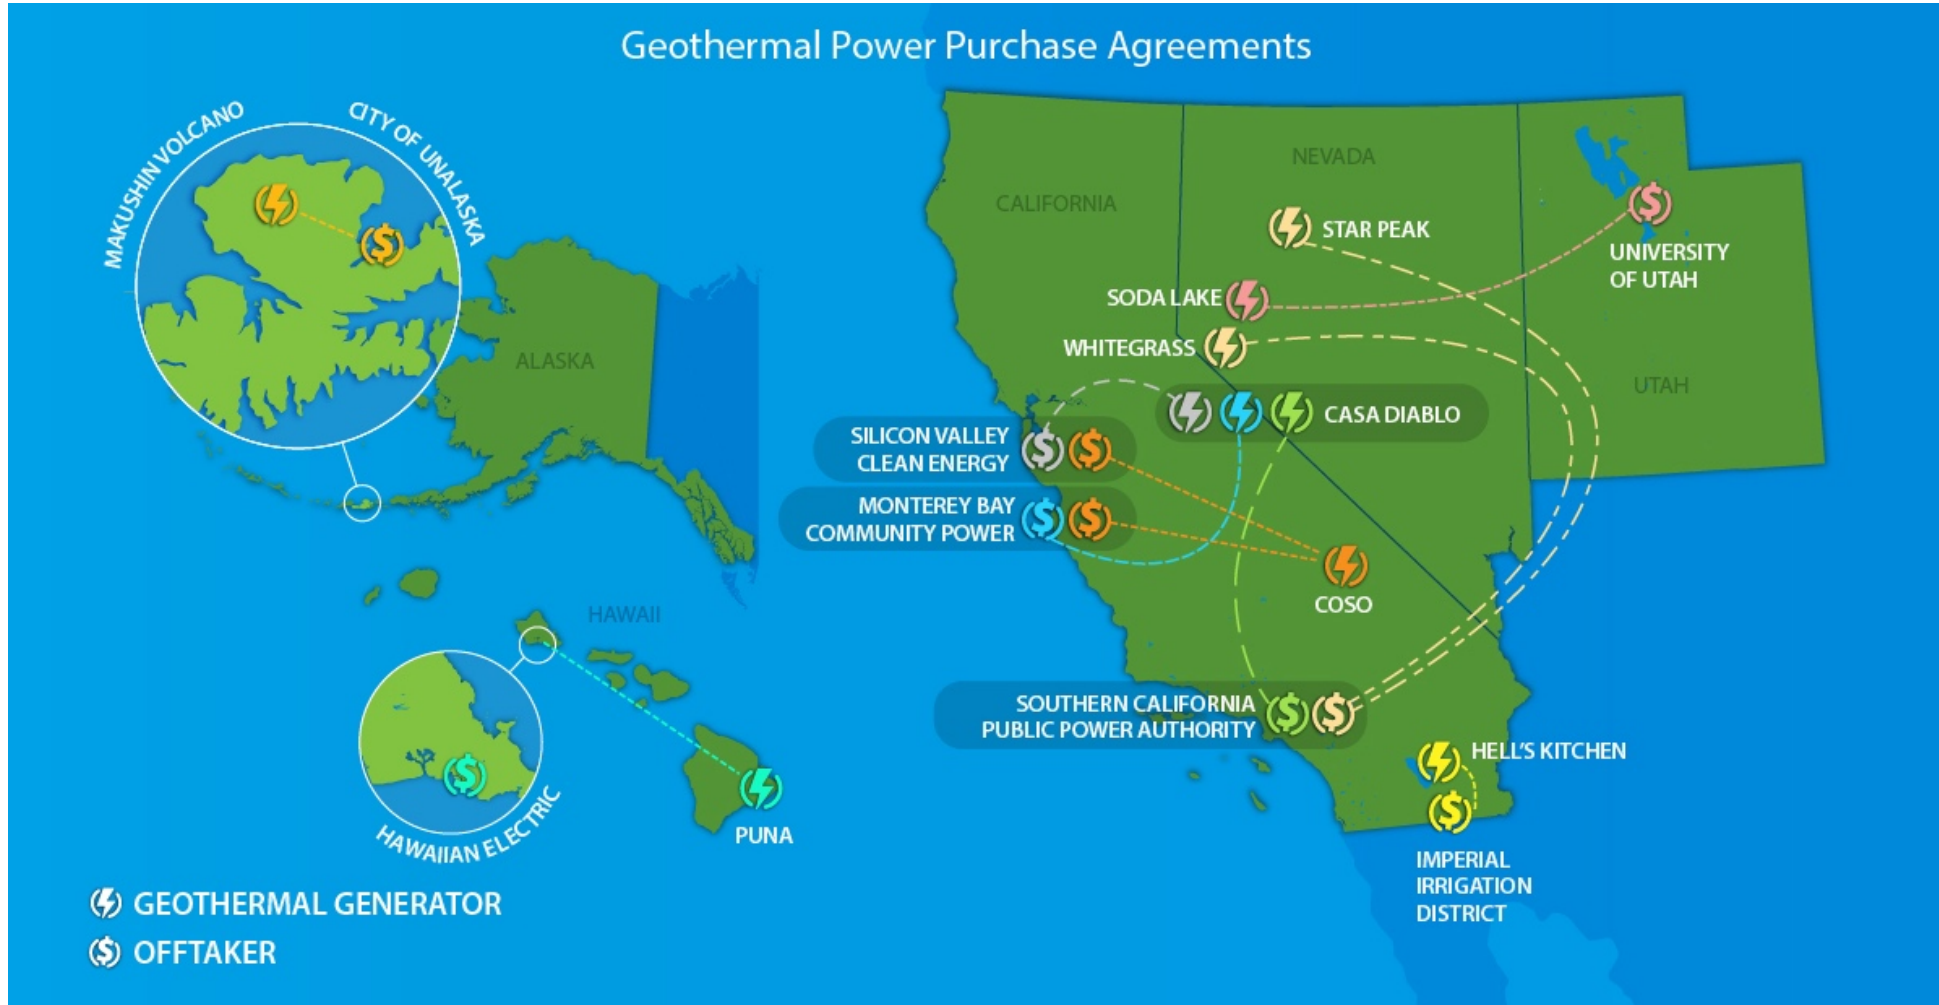 Geothermal Power Purchase Agreements
MAKUSHIN VOLCANO
CITY OF UNALASKA
ALASKA
HAWAII
HAWAIIAN ELECTRIC
PUNA
CALIFORNIA
NEVADA
UTAH
STAR PEAK
UNIVERSITY
OF UTAH
SODA LAKE
WHITEGRASS
CASA DIABLO
SILICON VALLEY
CLEAN ENERGY
MONTEREY BAY
COMMUNITY POWER
COSO
SOUTHERN CALIFORNIA
PUBLIC POWER AUTHORITY
HELL'S KITCHEN
IMPERIAL
IRRIGATION
DISTRICT
GEOTHERMAL GENERATOR
OFFTAKER